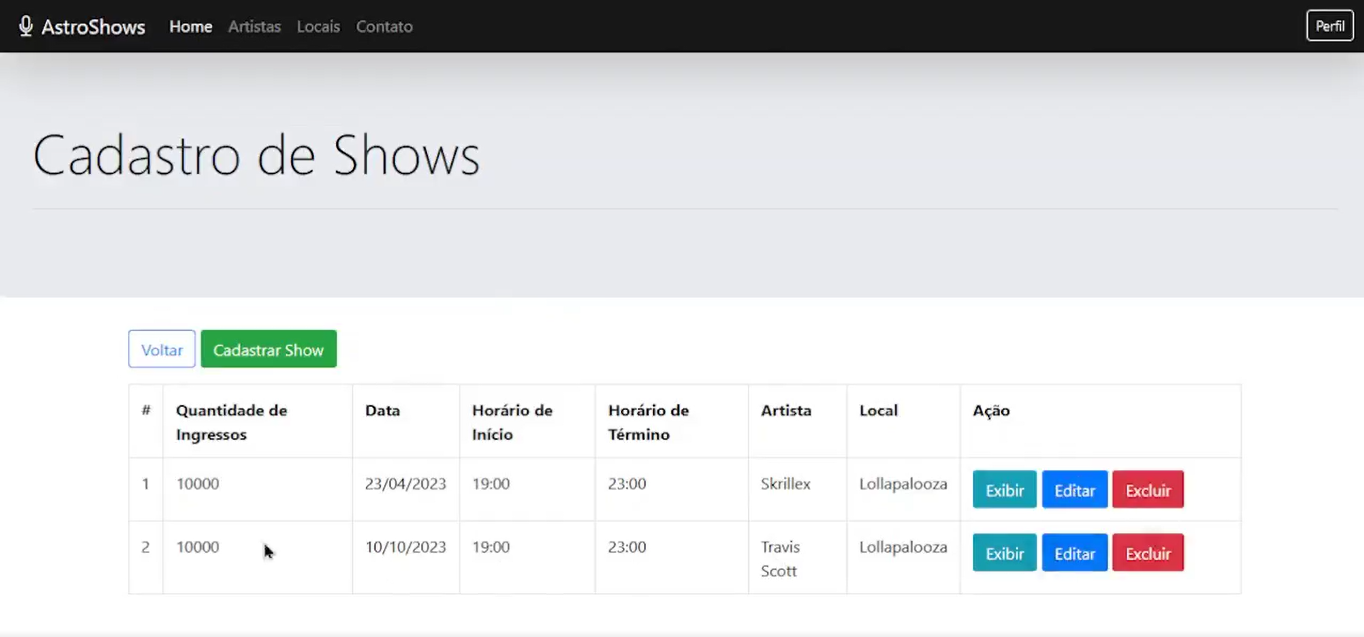 AstroShows Home Artistas Locais Contato Perfil
Cadastro de Shows
Voltar Cadastrar Show
# Quantidade de Ingressos Data Horário de Início Horário de Término Artista Local Ação
1 10000 23/04/2023 19:00 23:00 Skrillex Lollapalooza Exibir Editar Excluir
2 10000 10/10/2023 19:00 23:00 Travis Scott Lollapalooza Exibir Editar Excluir